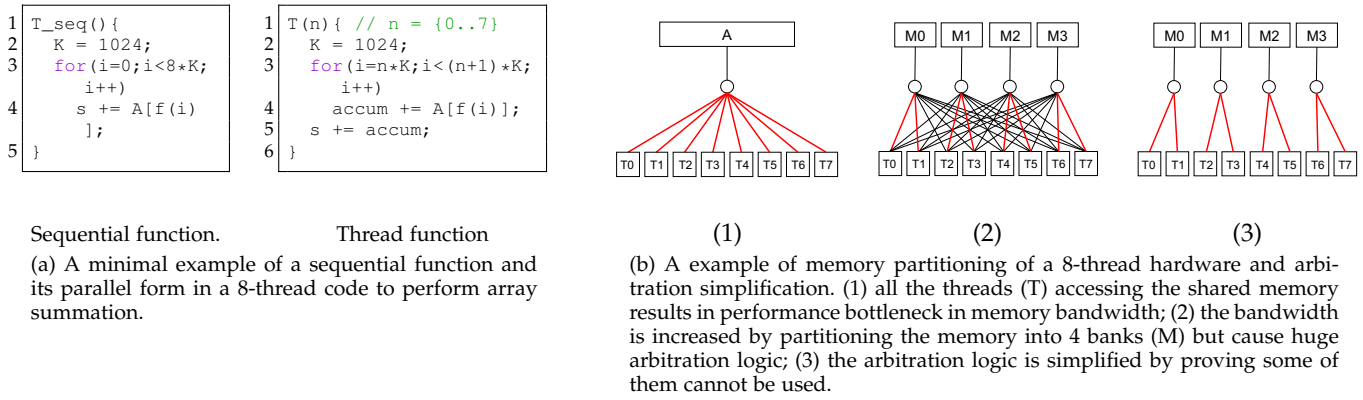 1 T_seq(){
2 K = 1024;
3 for(i=0;i<8*K;
i++)
4 s += A[f(i)
];
5 }
Sequential function.
1 T(n){ // n = {0..7}
2 K = 1024;
3 for(i=n*K;i<(n+1)*K;
i++)
4 accum += A[f(i)];
5 s += accum;
6 }
Thread function
(a) A minimal example of a sequential function and
its parallel form in a 8-thread code to perform array
summation.
A
T0 T1 T2 T3 T4 T5 T6 T7
(1)
M0 M1 M2 M3
T0 T1 T2 T3 T4 T5 T6 T7
(2)
M0 M1 M2 M3
T0 T1 T2 T3 T4 T5 T6 T7
(3)
(b) A example of memory partitioning of a 8-thread hardware and arbi-
tration simplification. (1) all the threads (T) accessing the shared memory
results in performance bottleneck in memory bandwidth; (2) the bandwidth
is increased by partitioning the memory into 4 banks (M) but cause huge
arbitration logic; (3) the arbitration logic is simplified by proving some of
them cannot be used.